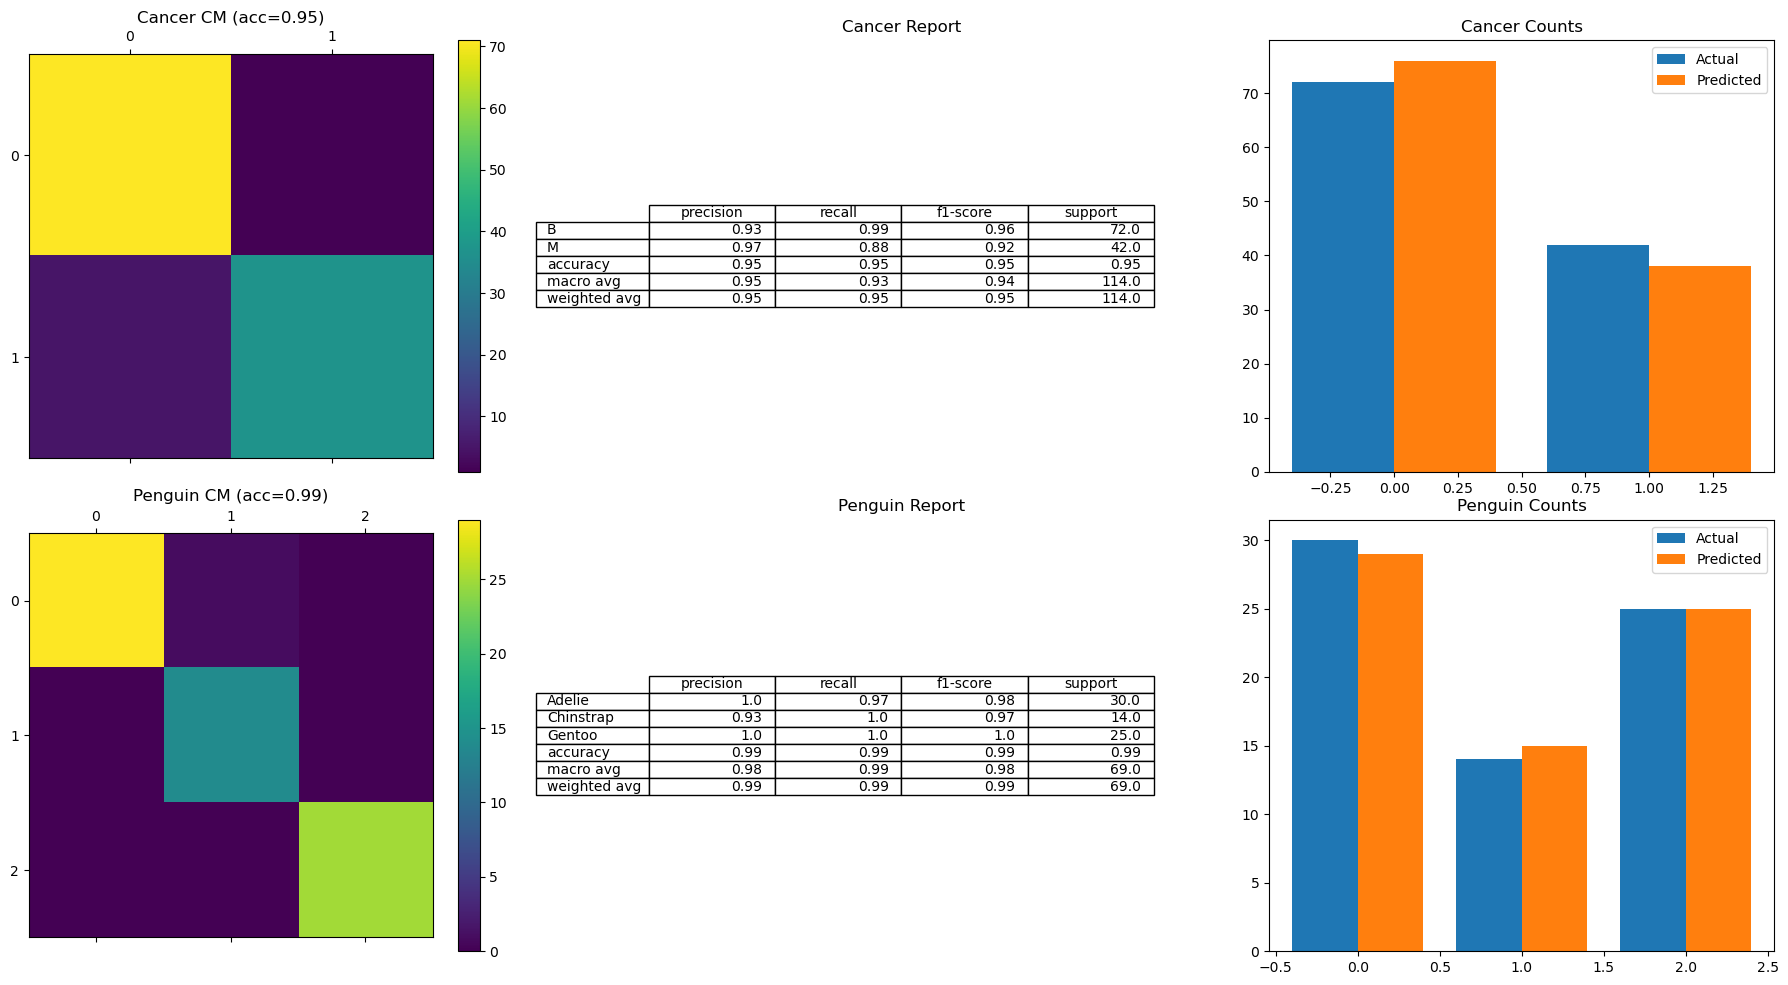 Cancer CM (acc=0.95)
0 1
0
1
70
60
50
40
30
20
10
Cancer Report
precision recall f1-score support
B 0.93 0.99 0.96 72.0
M 0.97 0.88 0.92 42.0
accuracy 0.95 0.95 0.95 0.95
macro avg 0.95 0.93 0.94 114.0
weighted avg 0.95 0.95 0.95 114.0
Cancer Counts
Actual
Predicted
70
60
50
40
30
20
10
0
−0.25 0.00 0.25 0.50 0.75 1.00 1.25
Penguin CM (acc=0.99)
0 1 2
0
1
2
25
20
15
10
5
0
Penguin Report
precision recall f1-score support
Adelie 1.0 0.97 0.98 30.0
Chinstrap 0.93 1.0 0.97 14.0
Gentoo 1.0 1.0 1.0 25.0
accuracy 0.99 0.99 0.99 0.99
macro avg 0.98 0.99 0.98 69.0
weighted avg 0.99 0.99 0.99 69.0
Penguin Counts
Actual
Predicted
30
25
20
15
10
5
0
−0.5 0.0 0.5 1.0 1.5 2.0 2.5